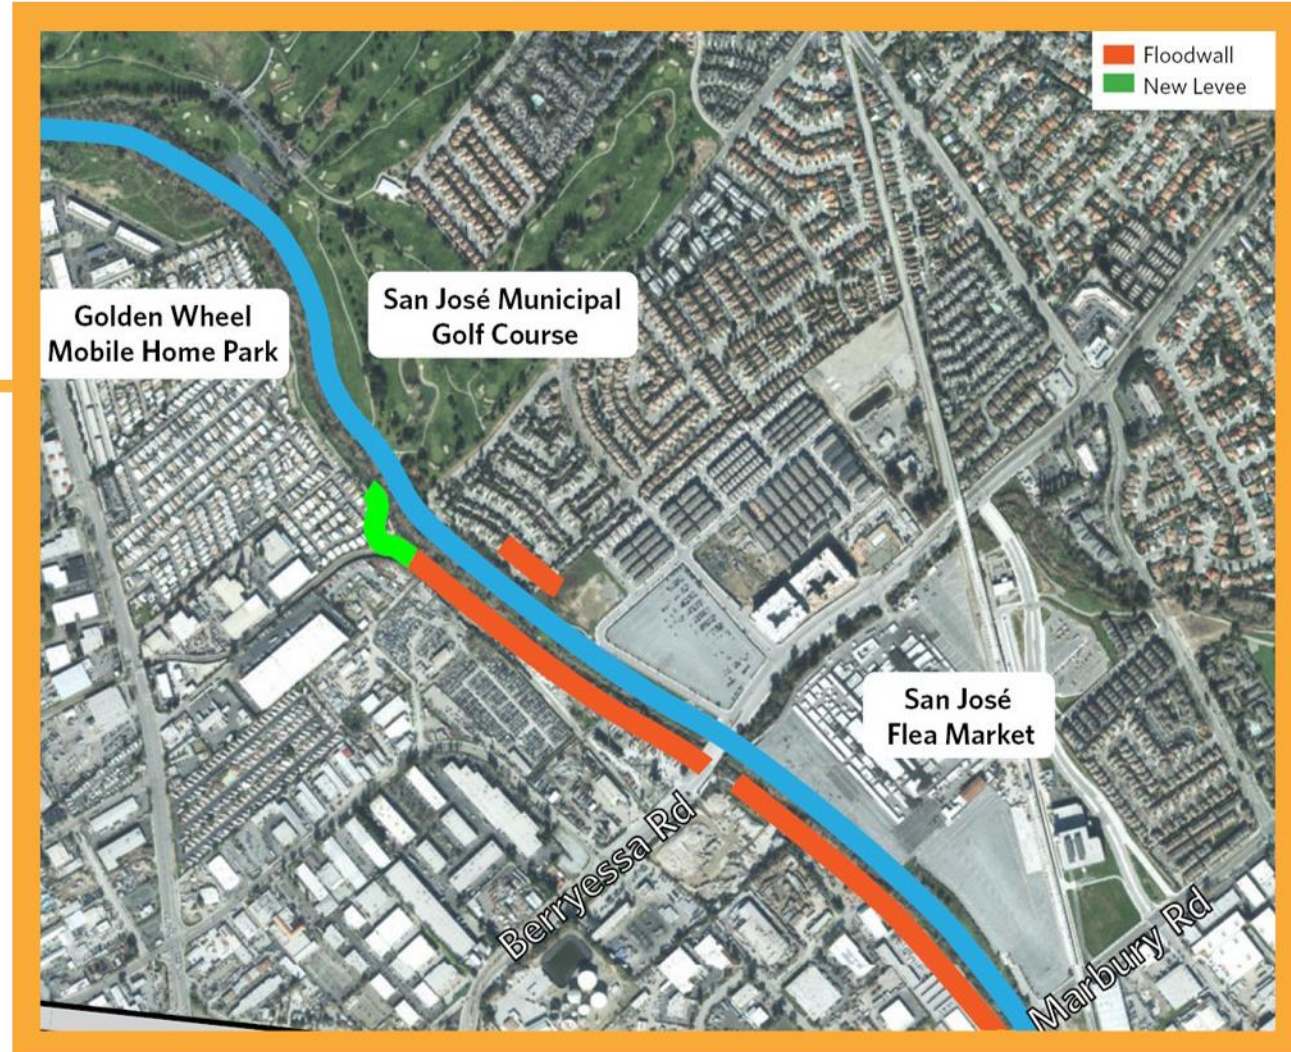 Floodwall
New Levee
Golden Wheel
Mobile Home Park
San José Municipal
Golf Course
San José
Flea Market
Berryessa Rd
Marbury Rd